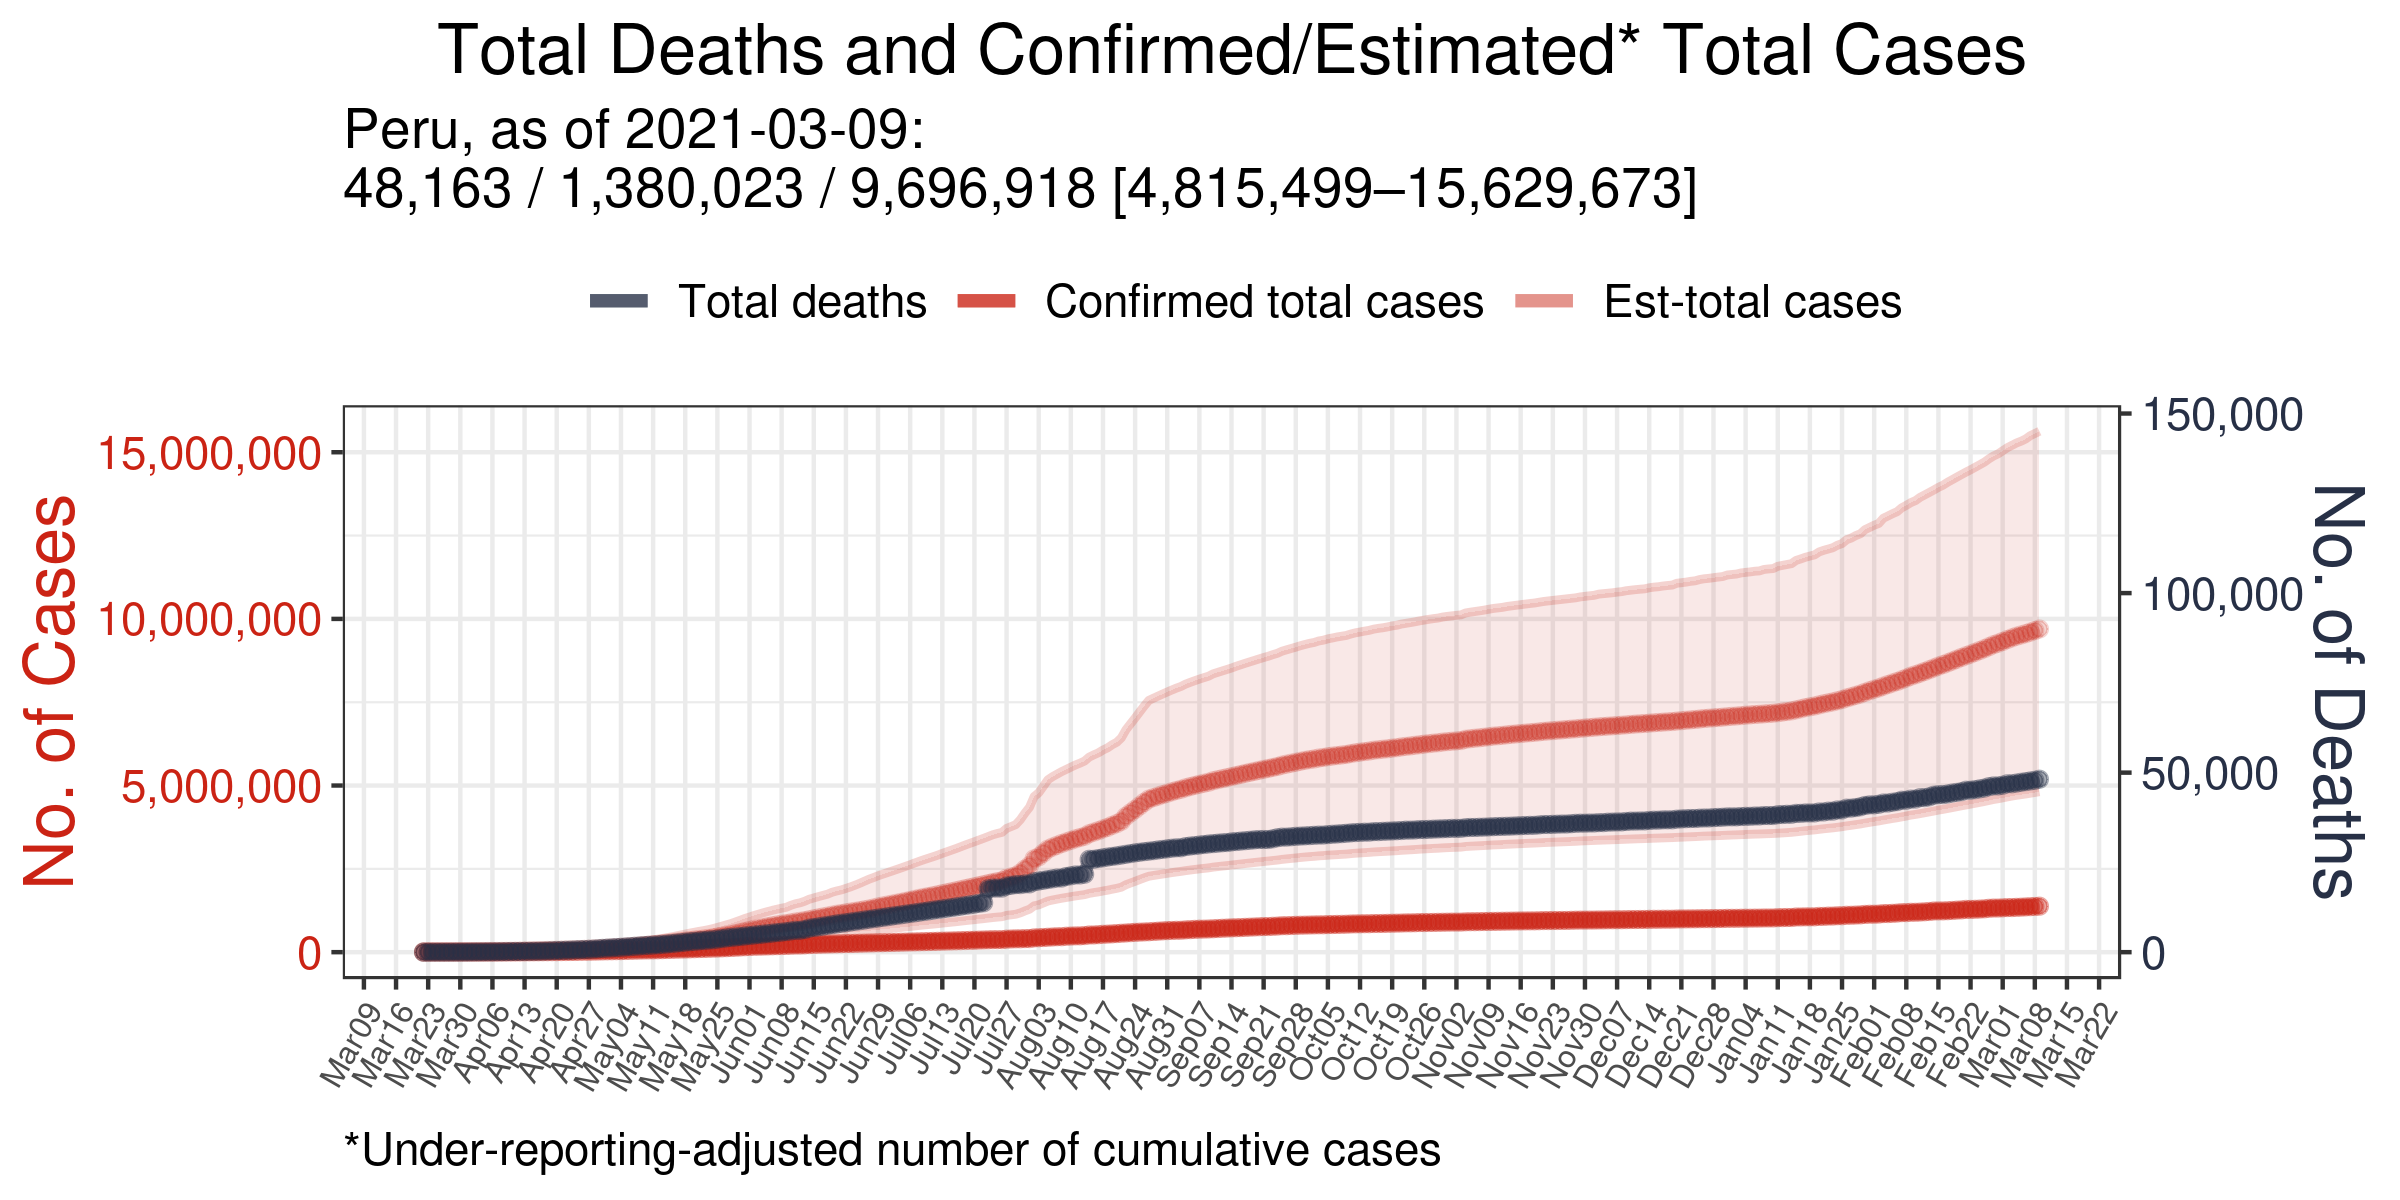 Total Deaths and Confirmed/Estimated* Total Cases
Peru, as of 2021-03-09:
48,163 / 1,380,023 / 9,696,918 [4,815,499–15,629,673]
Total deaths
Confirmed total cases
Est-total cases
No. of Cases
15,000,000
10,000,000
5,000,000
0
150,000
100,000
50,000
0
No. of Deaths
Mar09
Mar16
Mar23
Mar30
Apr06
Apr13
Apr20
Apr27
May04
May11
May18
May25
Jun01
Jun08
Jun15
Jun22
Jun29
Jul06
Jul13
Jul20
Jul27
Aug03
Aug10
Aug17
Aug24
Aug31
Sep07
Sep14
Sep21
Sep28
Oct05
Oct12
Oct19
Oct26
Nov02
Nov09
Nov16
Nov23
Nov30
Dec07
Dec14
Dec21
Dec28
Jan04
Jan11
Jan18
Jan25
Feb01
Feb08
Feb15
Feb22
Mar01
Mar08
Mar15
Mar22
*Under-reporting-adjusted number of cumulative cases